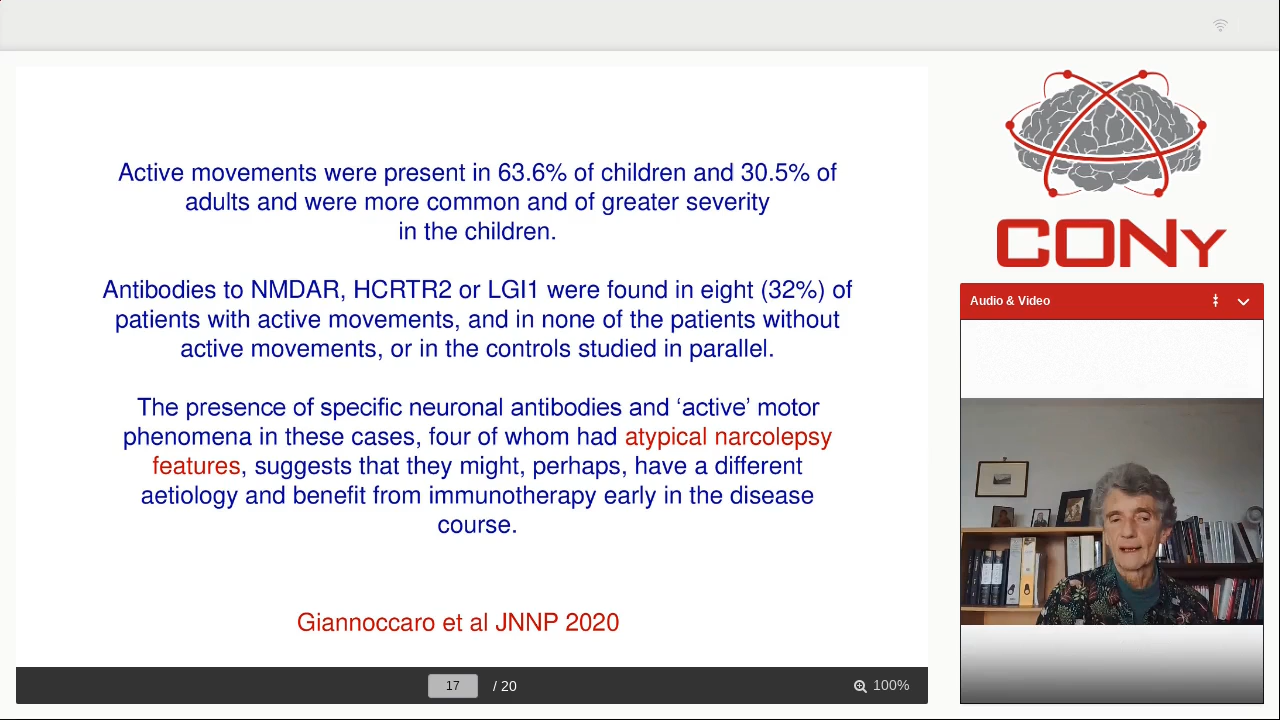 Active movements were present in 63.6% of children and 30.5% of
adults and were more common and of greater severity
in the children.
Antibodies to NMDAR, HCRTR2 or LGI1 were found in eight (32%) of
patients with active movements, and in none of the patients without
active movements, or in the controls studied in parallel.
The presence of specific neuronal antibodies and ‘active’ motor
phenomena in these cases, four of whom had atypical narcolepsy
features, suggests that they might, perhaps, have a different
aetiology and benefit from immunotherapy early in the disease
course.
Giannoccaro et al JNNP 2020
17 / 20
100%
CONy
Audio & Video